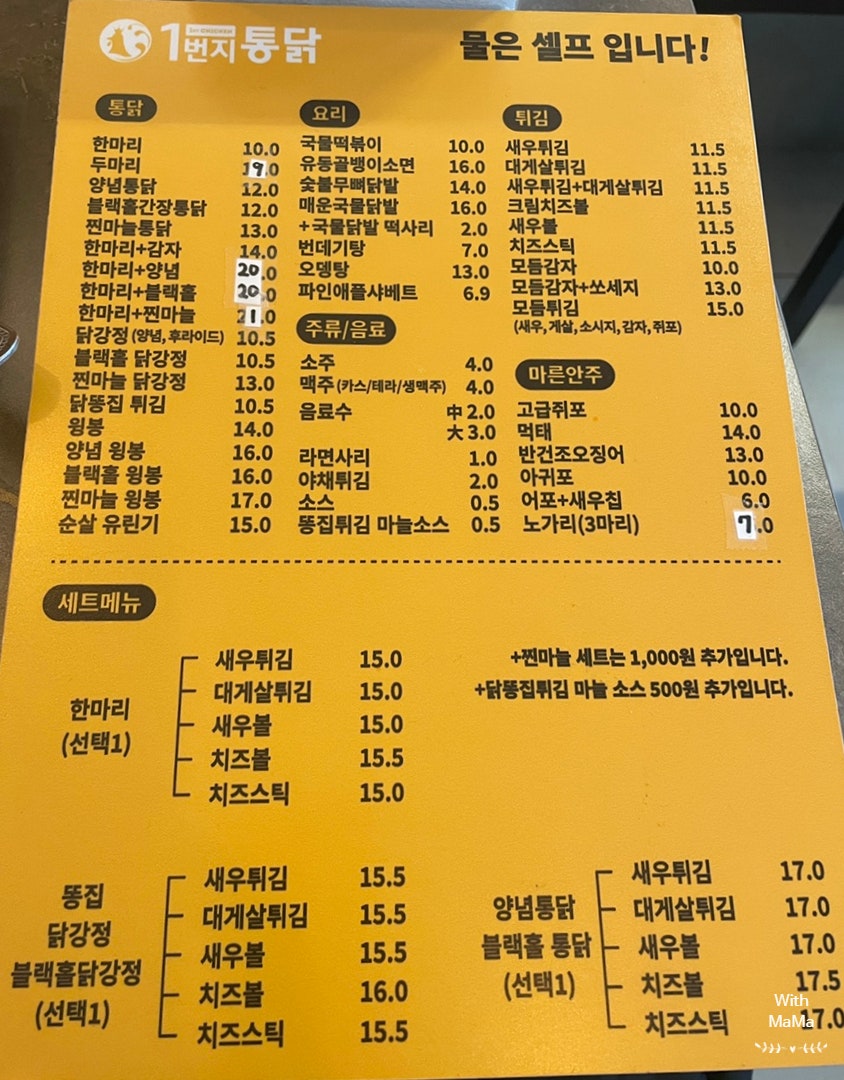 1st CHICKEN
1번지 통닭
물은 셀프 입니다!
통닭
한마리 10.0
두마리 19.0
양념통닭 12.0
블랙홀간장통닭 12.0
찐마늘통닭 13.0
한마리+감자 14.0
한마리+양념 20.0
한마리+블랙홀 20.0
한마리+찐마늘 21.0
닭강정 (양념, 후라이드) 10.5
블랙홀 닭강정 10.5
찐마늘 닭강정 13.0
닭똥집 튀김 10.5
윙봉 14.0
양념 윙봉 16.0
블랙홀 윙봉 16.0
찐마늘 윙봉 17.0
순살 유린기 15.0
요리
국물떡볶이 10.0
유동골뱅이소면 16.0
숯불무뼈닭발 14.0
매운국물닭발 16.0
+국물닭발 떡사리 2.0
번데기탕 7.0
오뎅탕 13.0
파인애플샤베트 6.9
주류/음료
소주 4.0
맥주 (카스/테라/생맥주) 4.0
음료수 中 2.0
大 3.0
라면사리 1.0
야채튀김 2.0
소스 0.5
똥집튀김 마늘소스 0.5
튀김
새우튀김 11.5
대게살튀김 11.5
새우튀김+대게살튀김 11.5
크림치즈볼 11.5
새우볼 11.5
치즈스틱 11.5
모듬감자 10.0
모듬감자+쏘세지 13.0
모듬튀김 15.0
(새우, 게살, 소시지, 감자, 쥐포)
마른안주
고급쥐포 10.0
먹태 14.0
반건조오징어 13.0
아귀포 10.0
어포+새우칩 6.0
노가리(3마리) 7.0
세트메뉴
한마리
(선택1)
새우튀김 15.0
대게살튀김 15.0
새우볼 15.0
치즈볼 15.5
치즈스틱 15.0
+찐마늘 세트는 1,000원 추가입니다.
+닭똥집튀김 마늘 소스 500원 추가입니다.
똥집
닭강정
블랙홀닭강정
(선택1)
새우튀김 15.5
대게살튀김 15.5
새우볼 15.5
치즈볼 16.0
치즈스틱 15.5
양념통닭
블랙홀 통닭
(선택1)
새우튀김 17.0
대게살튀김 17.0
새우볼 17.0
치즈볼 17.5
치즈스틱 17.0
With
MaMa